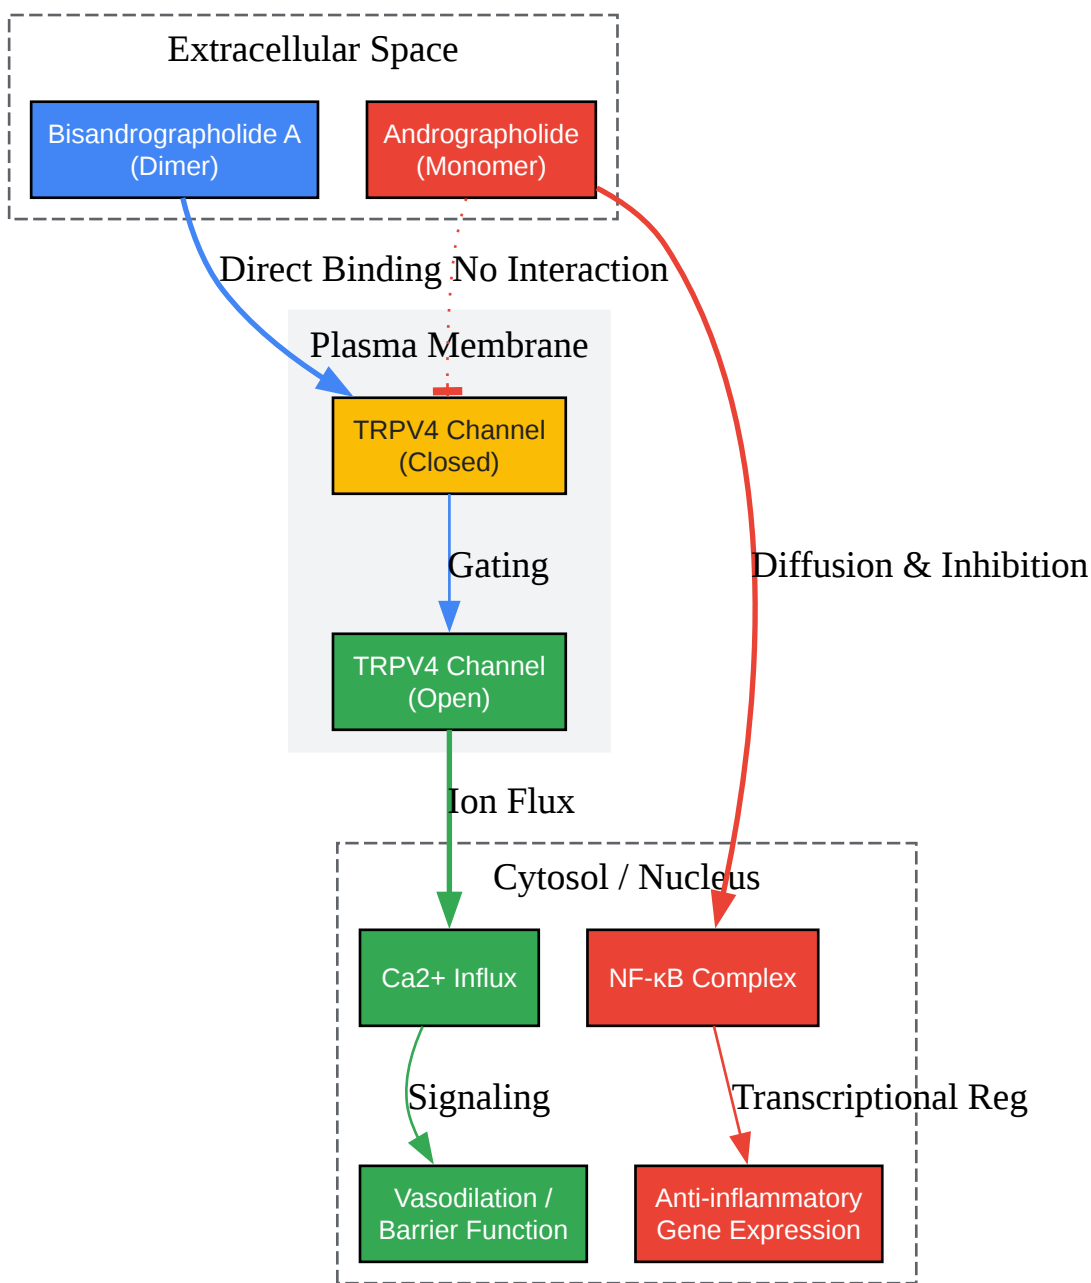 Extracellular Space
Bisandrographolide A
(Dimer)
Andrographolide
(Monomer)
Direct Binding
No Interaction
Plasma Membrane
TRPV4 Channel
(Closed)
Gating
Diffusion & Inhibition
TRPV4 Channel
(Open)
Ion Flux
Cytosol / Nucleus
Ca2+ Influx
NF-κB Complex
Signaling
Transcriptional Reg
Vasodilation /
Barrier Function
Anti-inflammatory
Gene Expression